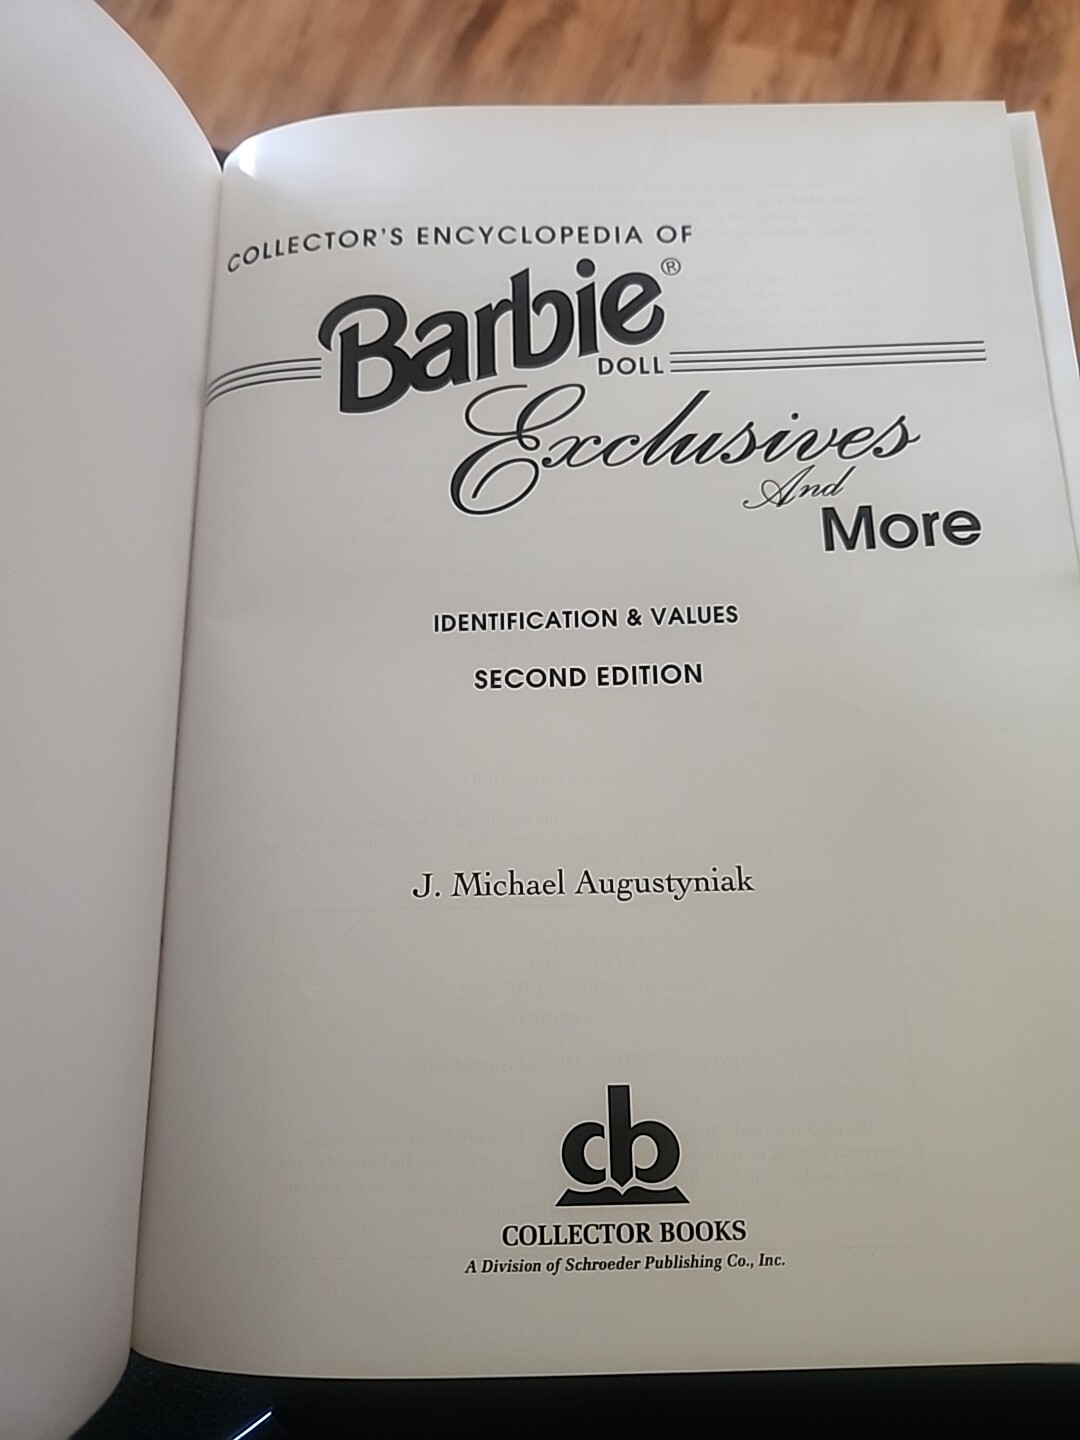 COLLECTOR'S ENCYCLOPEDIA OF
Barbie®
DOLL
Exclusives
And
More
IDENTIFICATION & VALUES
SECOND EDITION
J. Michael Augustyniak
cb
COLLECTOR BOOKS
A Division of Schroeder Publishing Co., Inc.